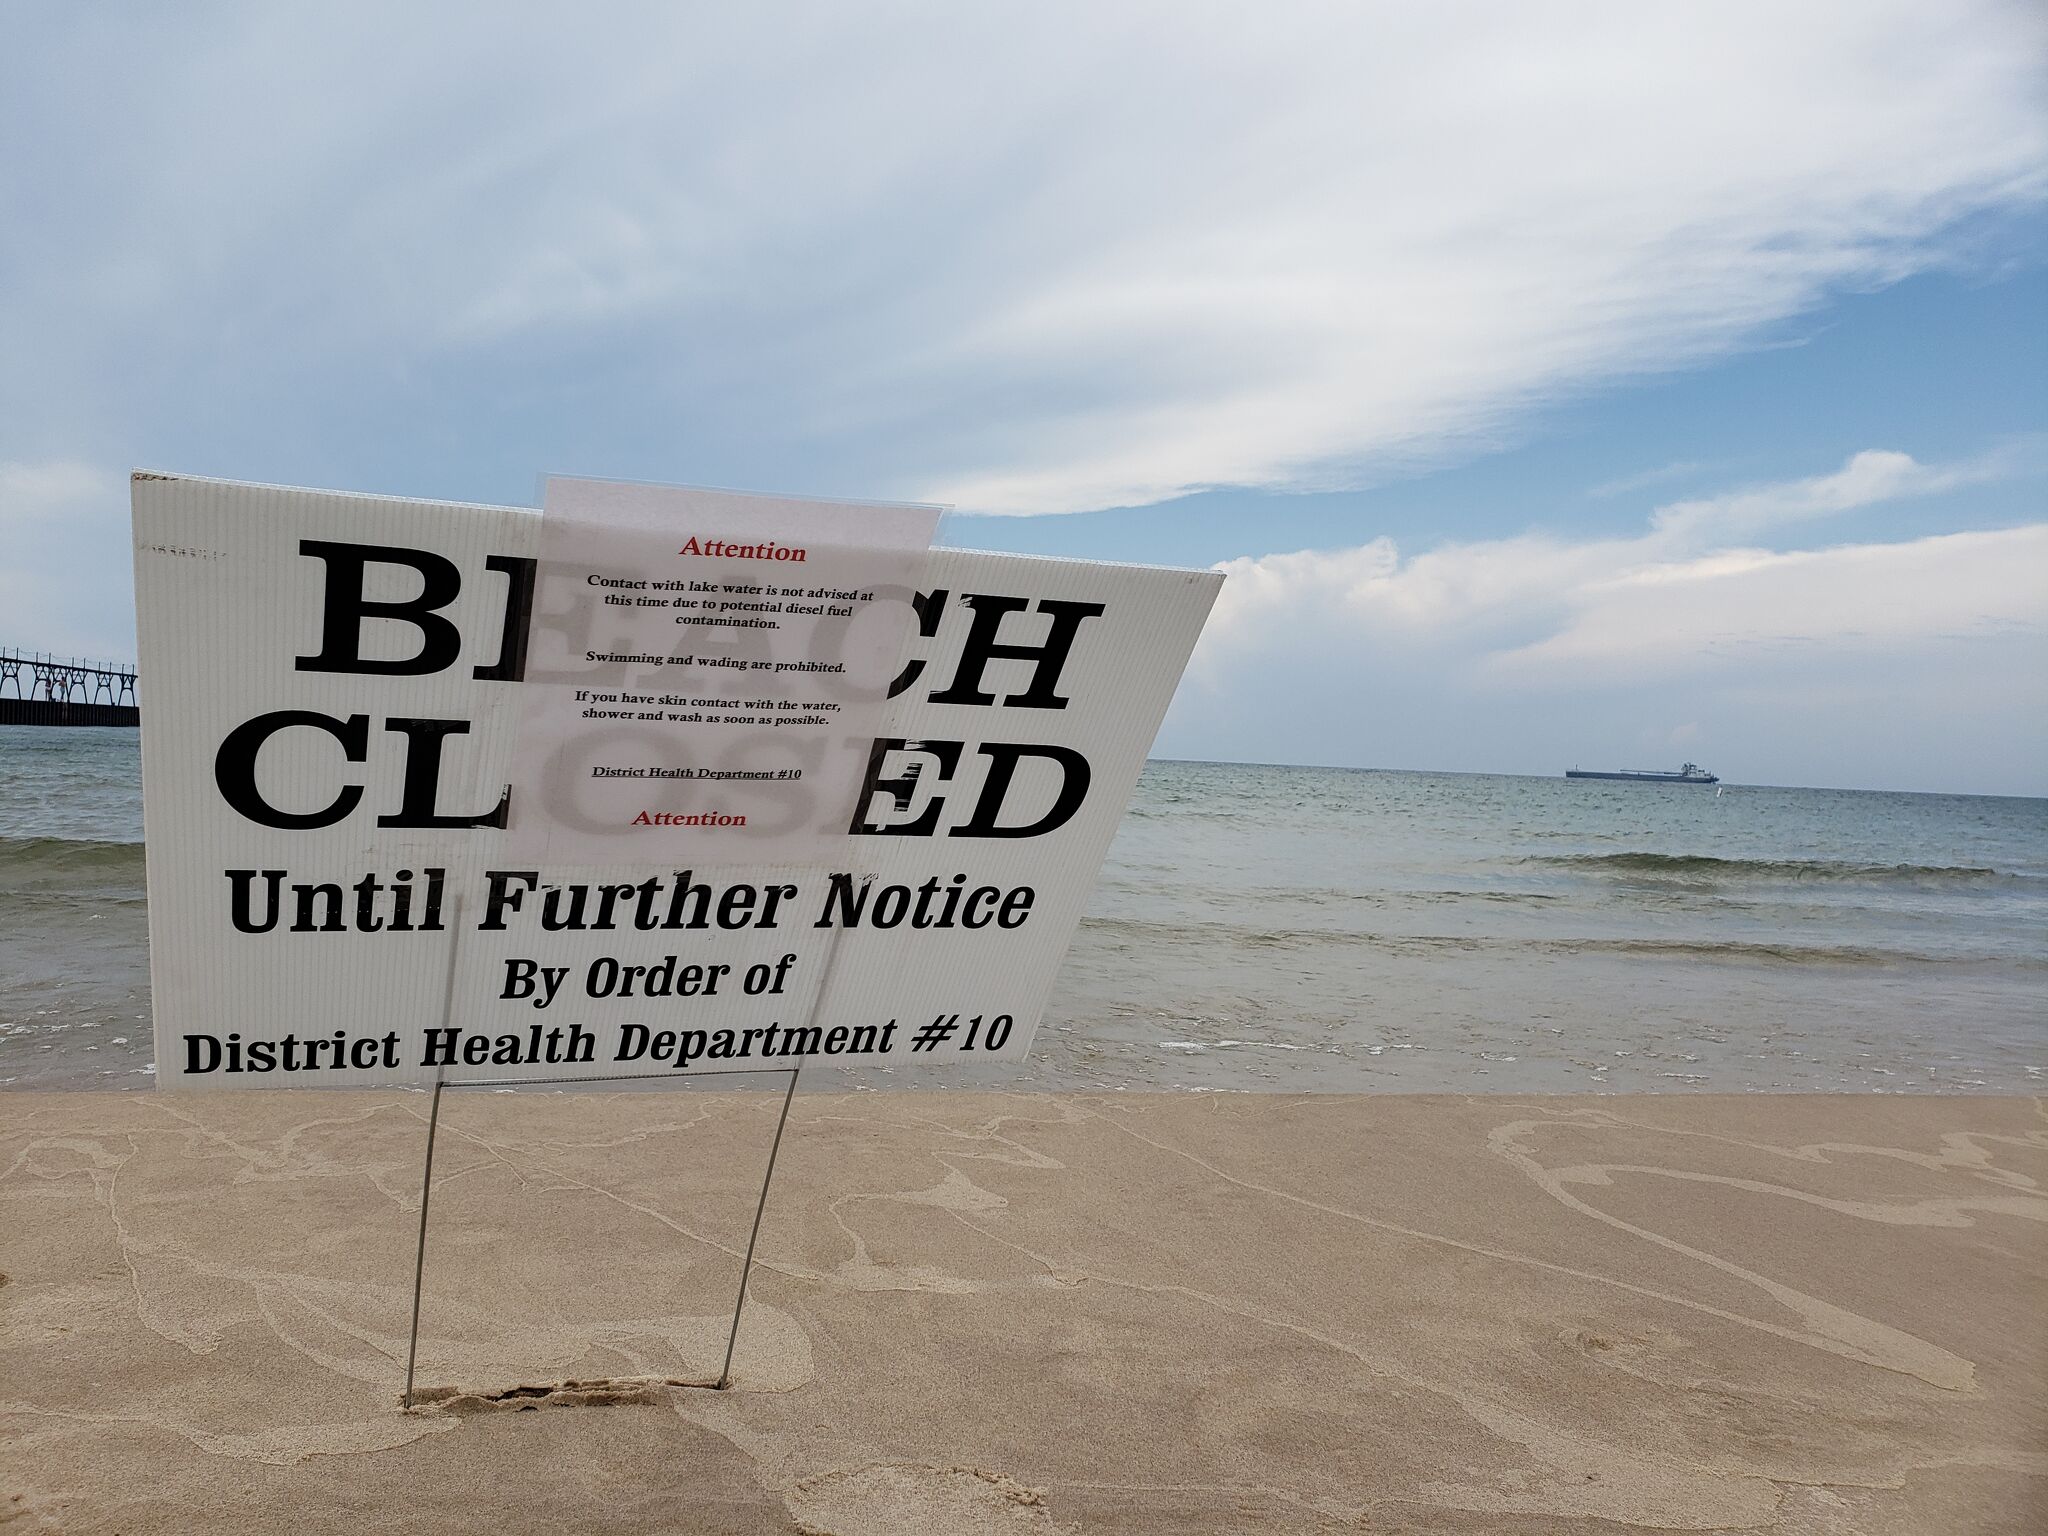 BEACH
CLOSED
Until Further Notice
By Order of
District Health Department #10
Attention
Contact with lake water is not advised at
this time due to potential diesel fuel
contamination.
Swimming and wading are prohibited.
If you have skin contact with the water,
shower and wash as soon as possible.
District Health Department #10
Attention